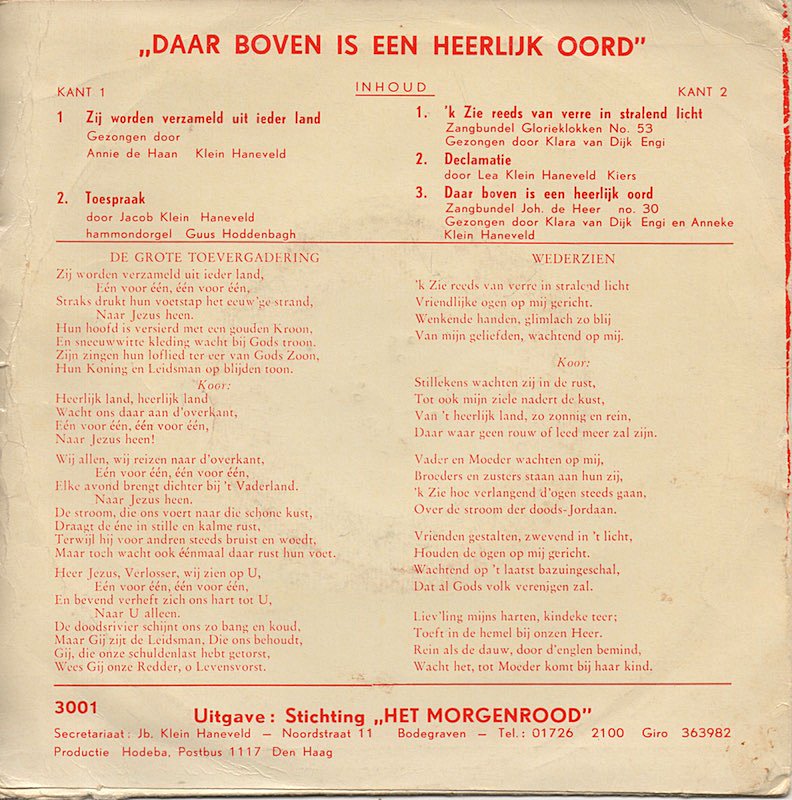 „DAAR BOVEN IS EEN HEERLIJK OORD”
INHOUD
KANT 1
1 Zij worden verzameld uit ieder land
Gezongen door
Annie de Haan Klein Haneveld
2. Toespraak
door Jacob Klein Haneveld
hammondorgel Guus Hoddenbagh
KANT 2
1. 'k Zie reeds van verre in stralend licht
Zangbundel Glorieklokken No. 53
Gezongen door Klara van Dijk Engi
2. Declamatie
door Lea Klein Haneveld Kiers
3. Daar boven is een heerlijk oord
Zangbundel Joh. de Heer no. 30
Gezongen door Klara van Dijk Engi en Anneke
Klein Haneveld
DE GROTE TOEVERGADERING
Zij worden verzameld uit ieder land,
Eén voor één, één voor één,
Straks drukt hun voetstap het eeuw'ge strand,
Naar Jezus heen.
Hun hoofd is versierd met een gouden Kroon,
En sneeuwwitte kleding wacht bij Gods troon.
Zijn zingen hun loflied ter eer van Gods Zoon,
Hun Koning en Leidsman op blijden toon.
Koor:
Heerlijk land, heerlijk land
Wacht ons daar aan d'overkant,
Eén voor één, één voor één,
Naar Jezus heen!
Wij allen, wij reizen naar d'overkant,
Eén voor één, één voor één,
Elke avond brengt dichter bij 't Vaderland.
Naar Jezus heen.
De stroom, die ons voert naar die schone kust,
Draagt de éne in stille en kalme rust,
Terwijl hij voor andren steeds bruist en woedt,
Maar toch wacht ook éénmaal daar rust hun voet.
Heer Jezus, Verlosser, wij zien op U,
Eén voor één, één voor één,
En bevend verheft zich ons hart tot U,
Naar U alleen.
De doodsrivier schijnt ons zo bang en koud,
Maar Gij zijt de Leidsman, Die ons behoudt,
Gij, die onze schuldenlast hebt getorst,
Wees Gij onze Redder, o Levensvorst.
WEDERZIEN
'k Zie reeds van verre in stralend licht
Vriendlijke ogen op mij gericht.
Wenkende handen, glimlach zo blij
Van mijn geliefden, wachtend op mij.
Koor:
Stillekens wachten zij in de rust,
Tot ook mijn ziele nadert de kust,
Van 't heerlijk land, zo zonnig en rein,
Daar waar geen rouw of leed meer zal zijn.
Vader en Moeder wachten op mij,
Broeders en zusters staan aan hun zij,
'k Zie hoe verlangend d'ogen steeds gaan,
Over de stroom der doods-Jordaan.
Vrienden gestalten, zwevend in 't licht,
Houden de ogen op mij gericht.
Wachtend op 't laatst bazuingeschal,
Dat àl Gods volk verenigen zal.
Liev'ling mijns harten, kindeke teer;
Toeft in de hemel bij onzen Heer.
Rein als de dauw, door d'englen bemind,
Wacht het, tot Moeder komt bij haar kind.
3001
Uitgave: Stichting „HET MORGENROOD”
Secretariaat: Jb. Klein Haneveld – Noordstraat 11 Bodegraven – Tel.: 01726 2100 Giro 363982
Productie Hodeba, Postbus 1117 Den Haag